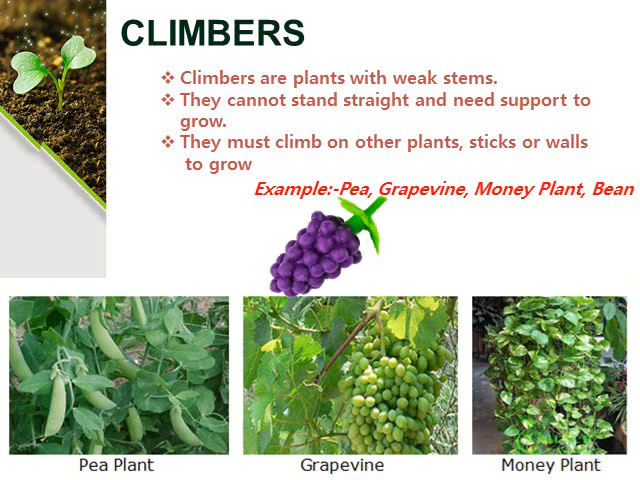 CLIMBERS
❖ Climbers are plants with weak stems.
❖ They cannot stand straight and need support to
grow.
❖ They must climb on other plants, sticks or walls
to grow
Example:-Pea, Grapevine, Money Plant, Bean
Pea Plant
Grapevine
Money Plant